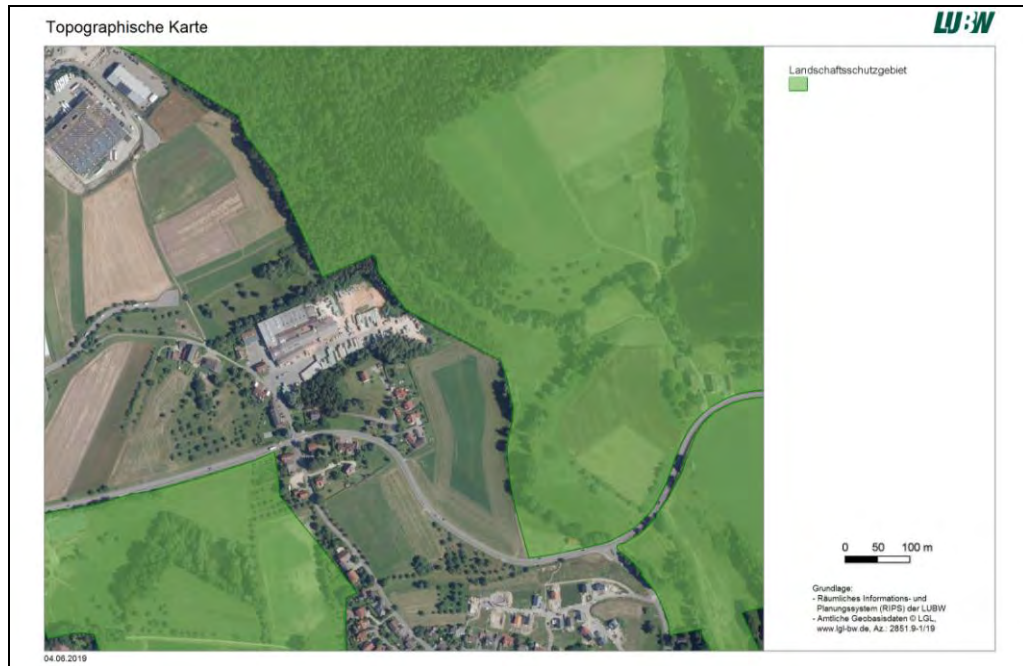 Topographische Karte
LUBW
Landschaftsschutzgebiet
0 50 100 m
Grundlage:
- Räumliches Informations- und
Planungssystem (RIPS) der LUBW
- Amtliche Geobasisdaten © LGL,
www.lgl-bw.de, Az.: 2851.9-1/19
04.06.2019